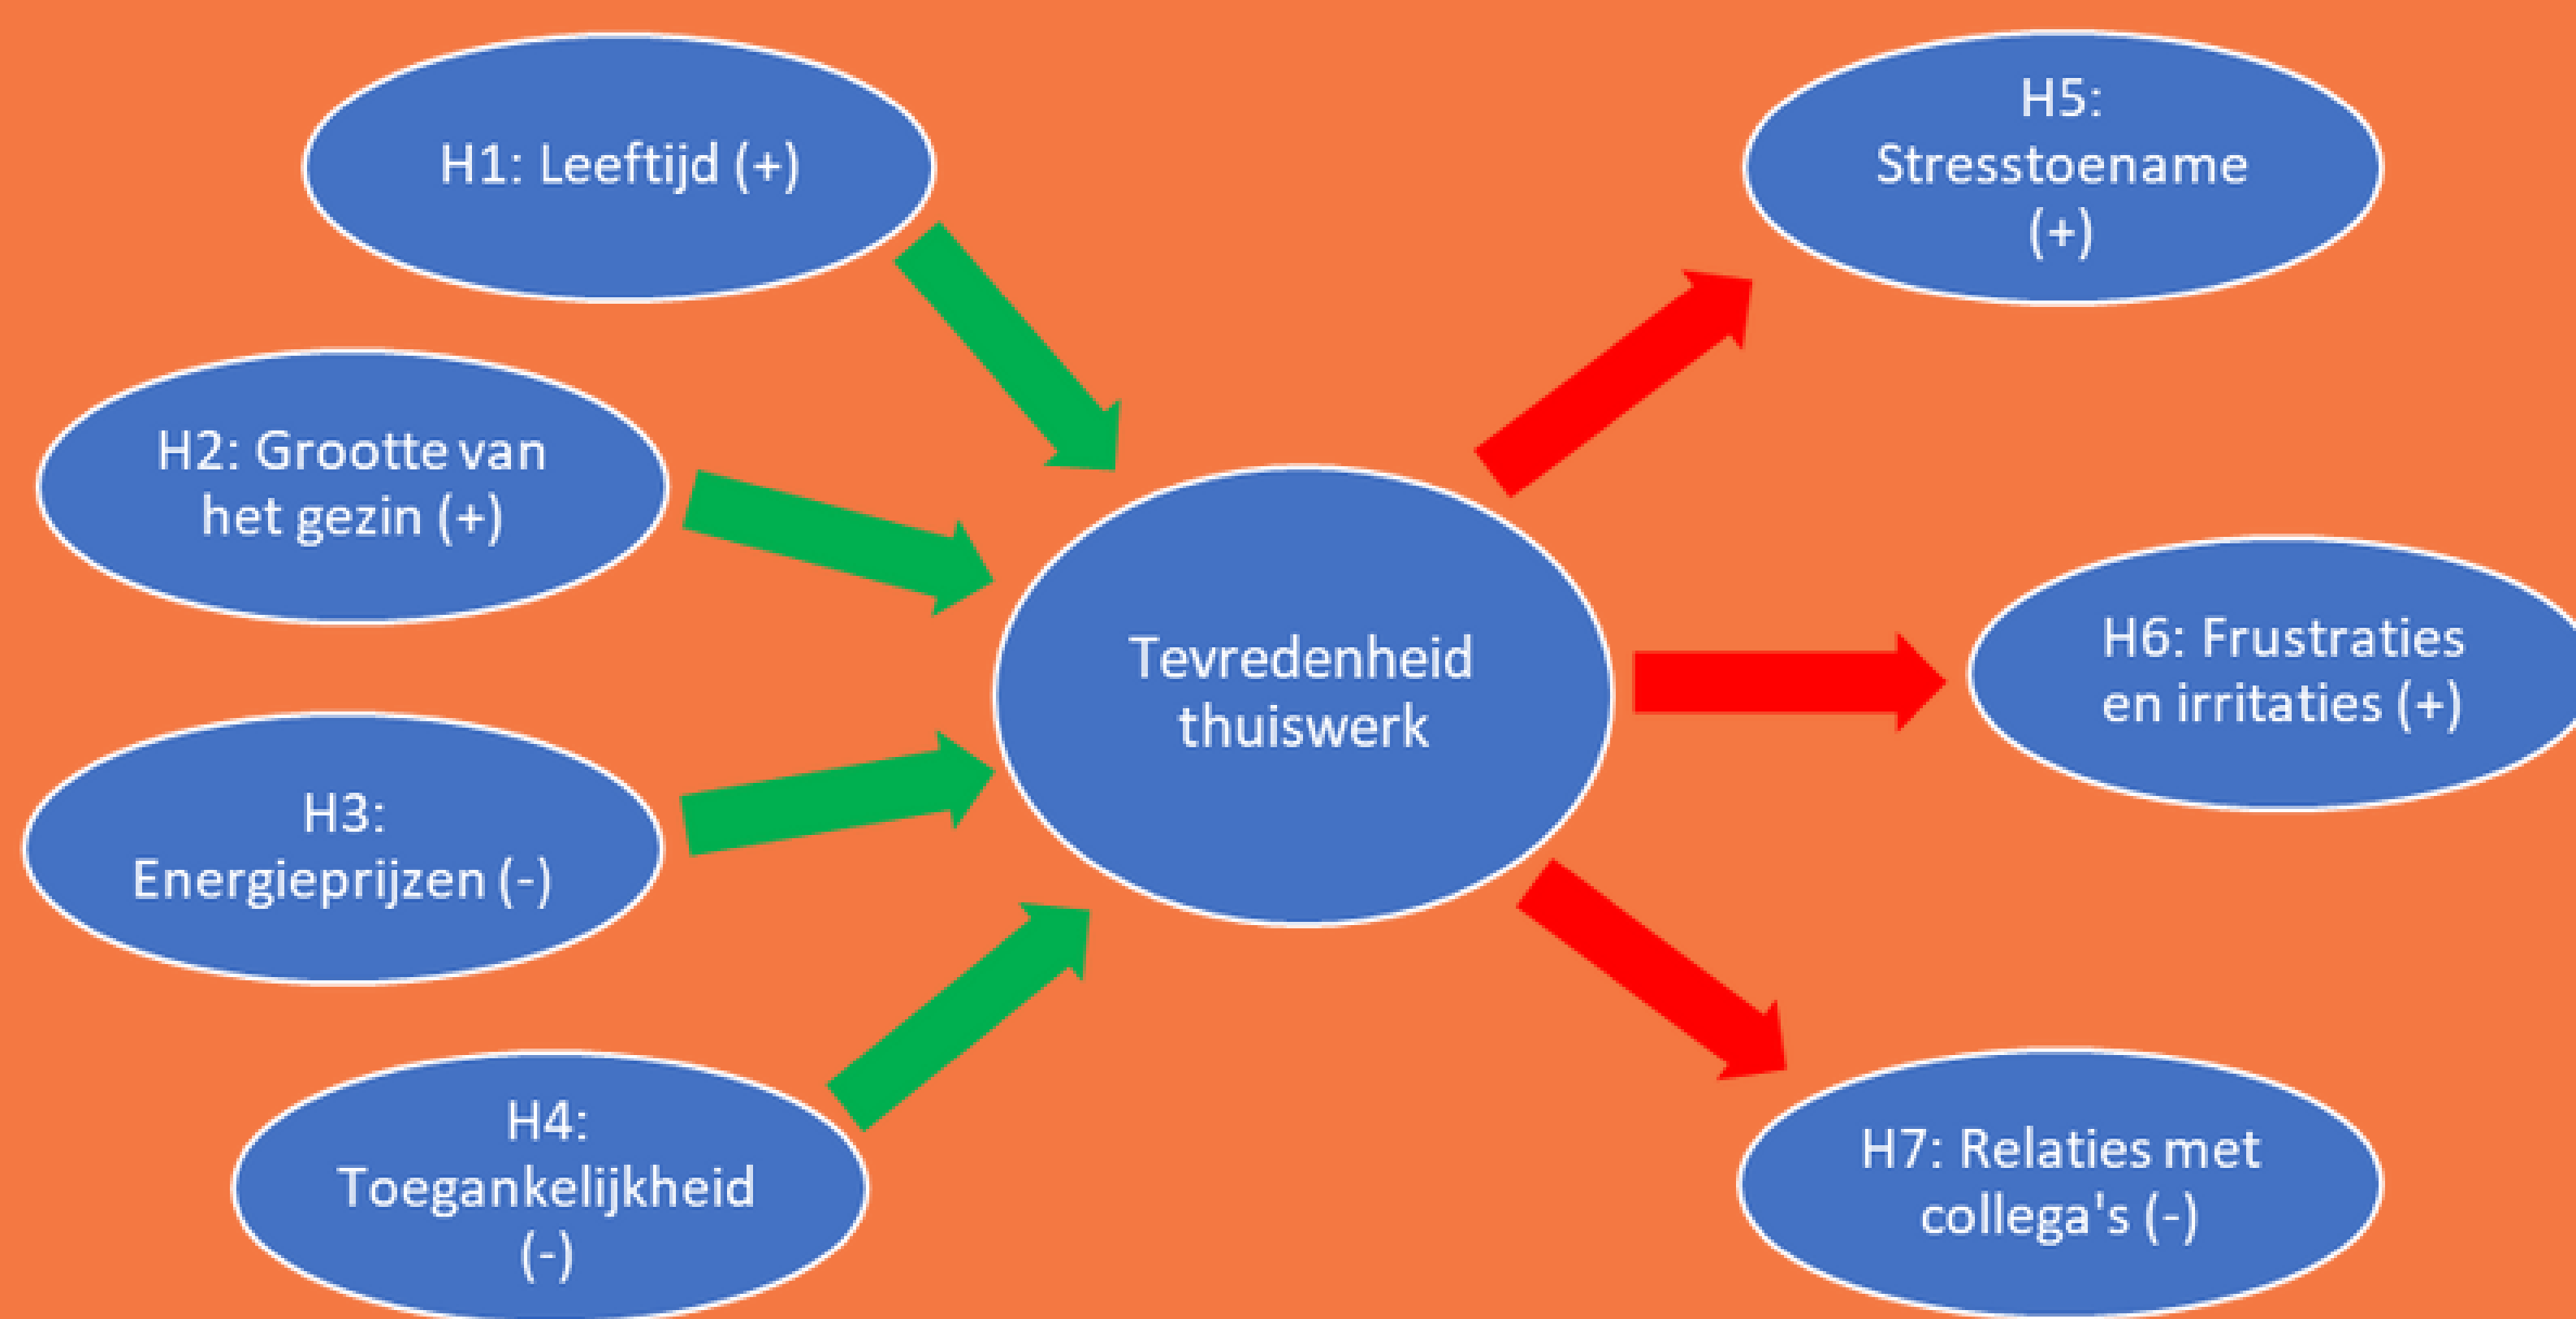 H1: Leeftijd (+)
H2: Grootte van
het gezin (+)
H3:
Energieprijzen (-)
H4:
Toegankelijkheid
(-)
Tevredenheid
thuiswerk
H5:
Stresstoename
(+)
H6: Frustraties
en irritaties (+)
H7: Relaties met
collega's (-)